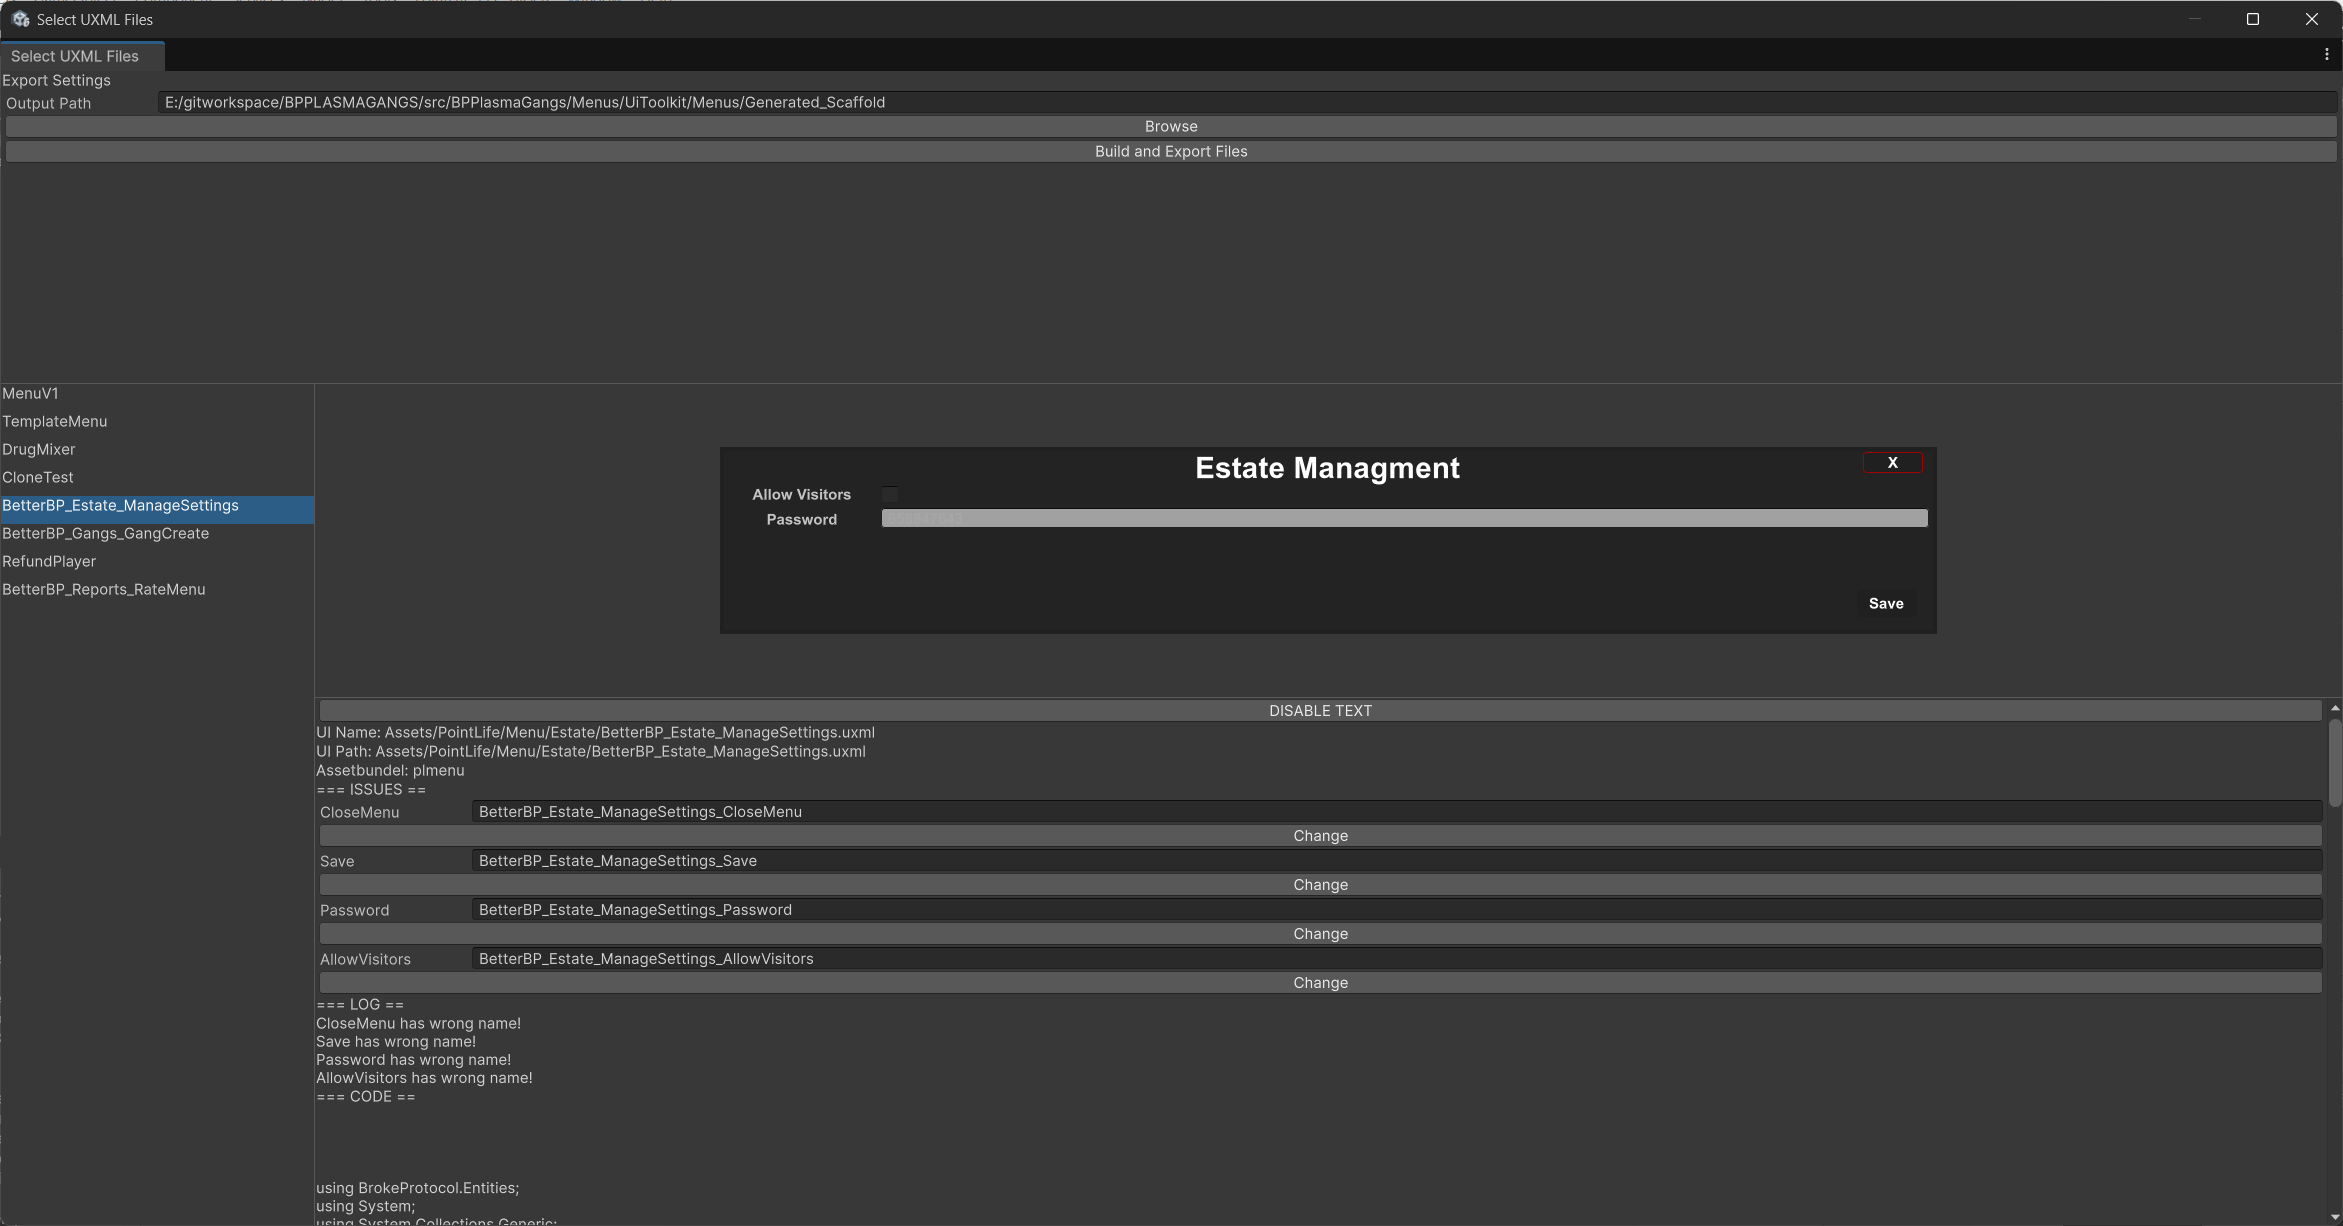 Select UXML Files
Select UXML Files
Export Settings
Output Path E:/gitworkspace/BPPLASMAGANGS/src/BPPlasmaGangs/Menus/UiToolkit/Menus/Generated_Scaffold
Browse
Build and Export Files
MenuV1
TemplateMenu
DrugMixer
CloneTest
BetterBP_Estate_ManageSettings
BetterBP_Gangs_GangCreate
RefundPlayer
BetterBP_Reports_RateMenu
Estate Managment
X
Allow Visitors
Password
Save
DISABLE TEXT
UI Name: Assets/PointLife/Menu/Estate/BetterBP_Estate_ManageSettings.uxml
UI Path: Assets/PointLife/Menu/Estate/BetterBP_Estate_ManageSettings.uxml
Assetbundel: plmenu
=== ISSUES ==
CloseMenu BetterBP_Estate_ManageSettings_CloseMenu
Change
Save BetterBP_Estate_ManageSettings_Save
Change
Password BetterBP_Estate_ManageSettings_Password
Change
AllowVisitors BetterBP_Estate_ManageSettings_AllowVisitors
Change
=== LOG ==
CloseMenu has wrong name!
Save has wrong name!
Password has wrong name!
AllowVisitors has wrong name!
=== CODE ==
using BrokeProtocol.Entities;
using System;
using System.Collections.Generic;